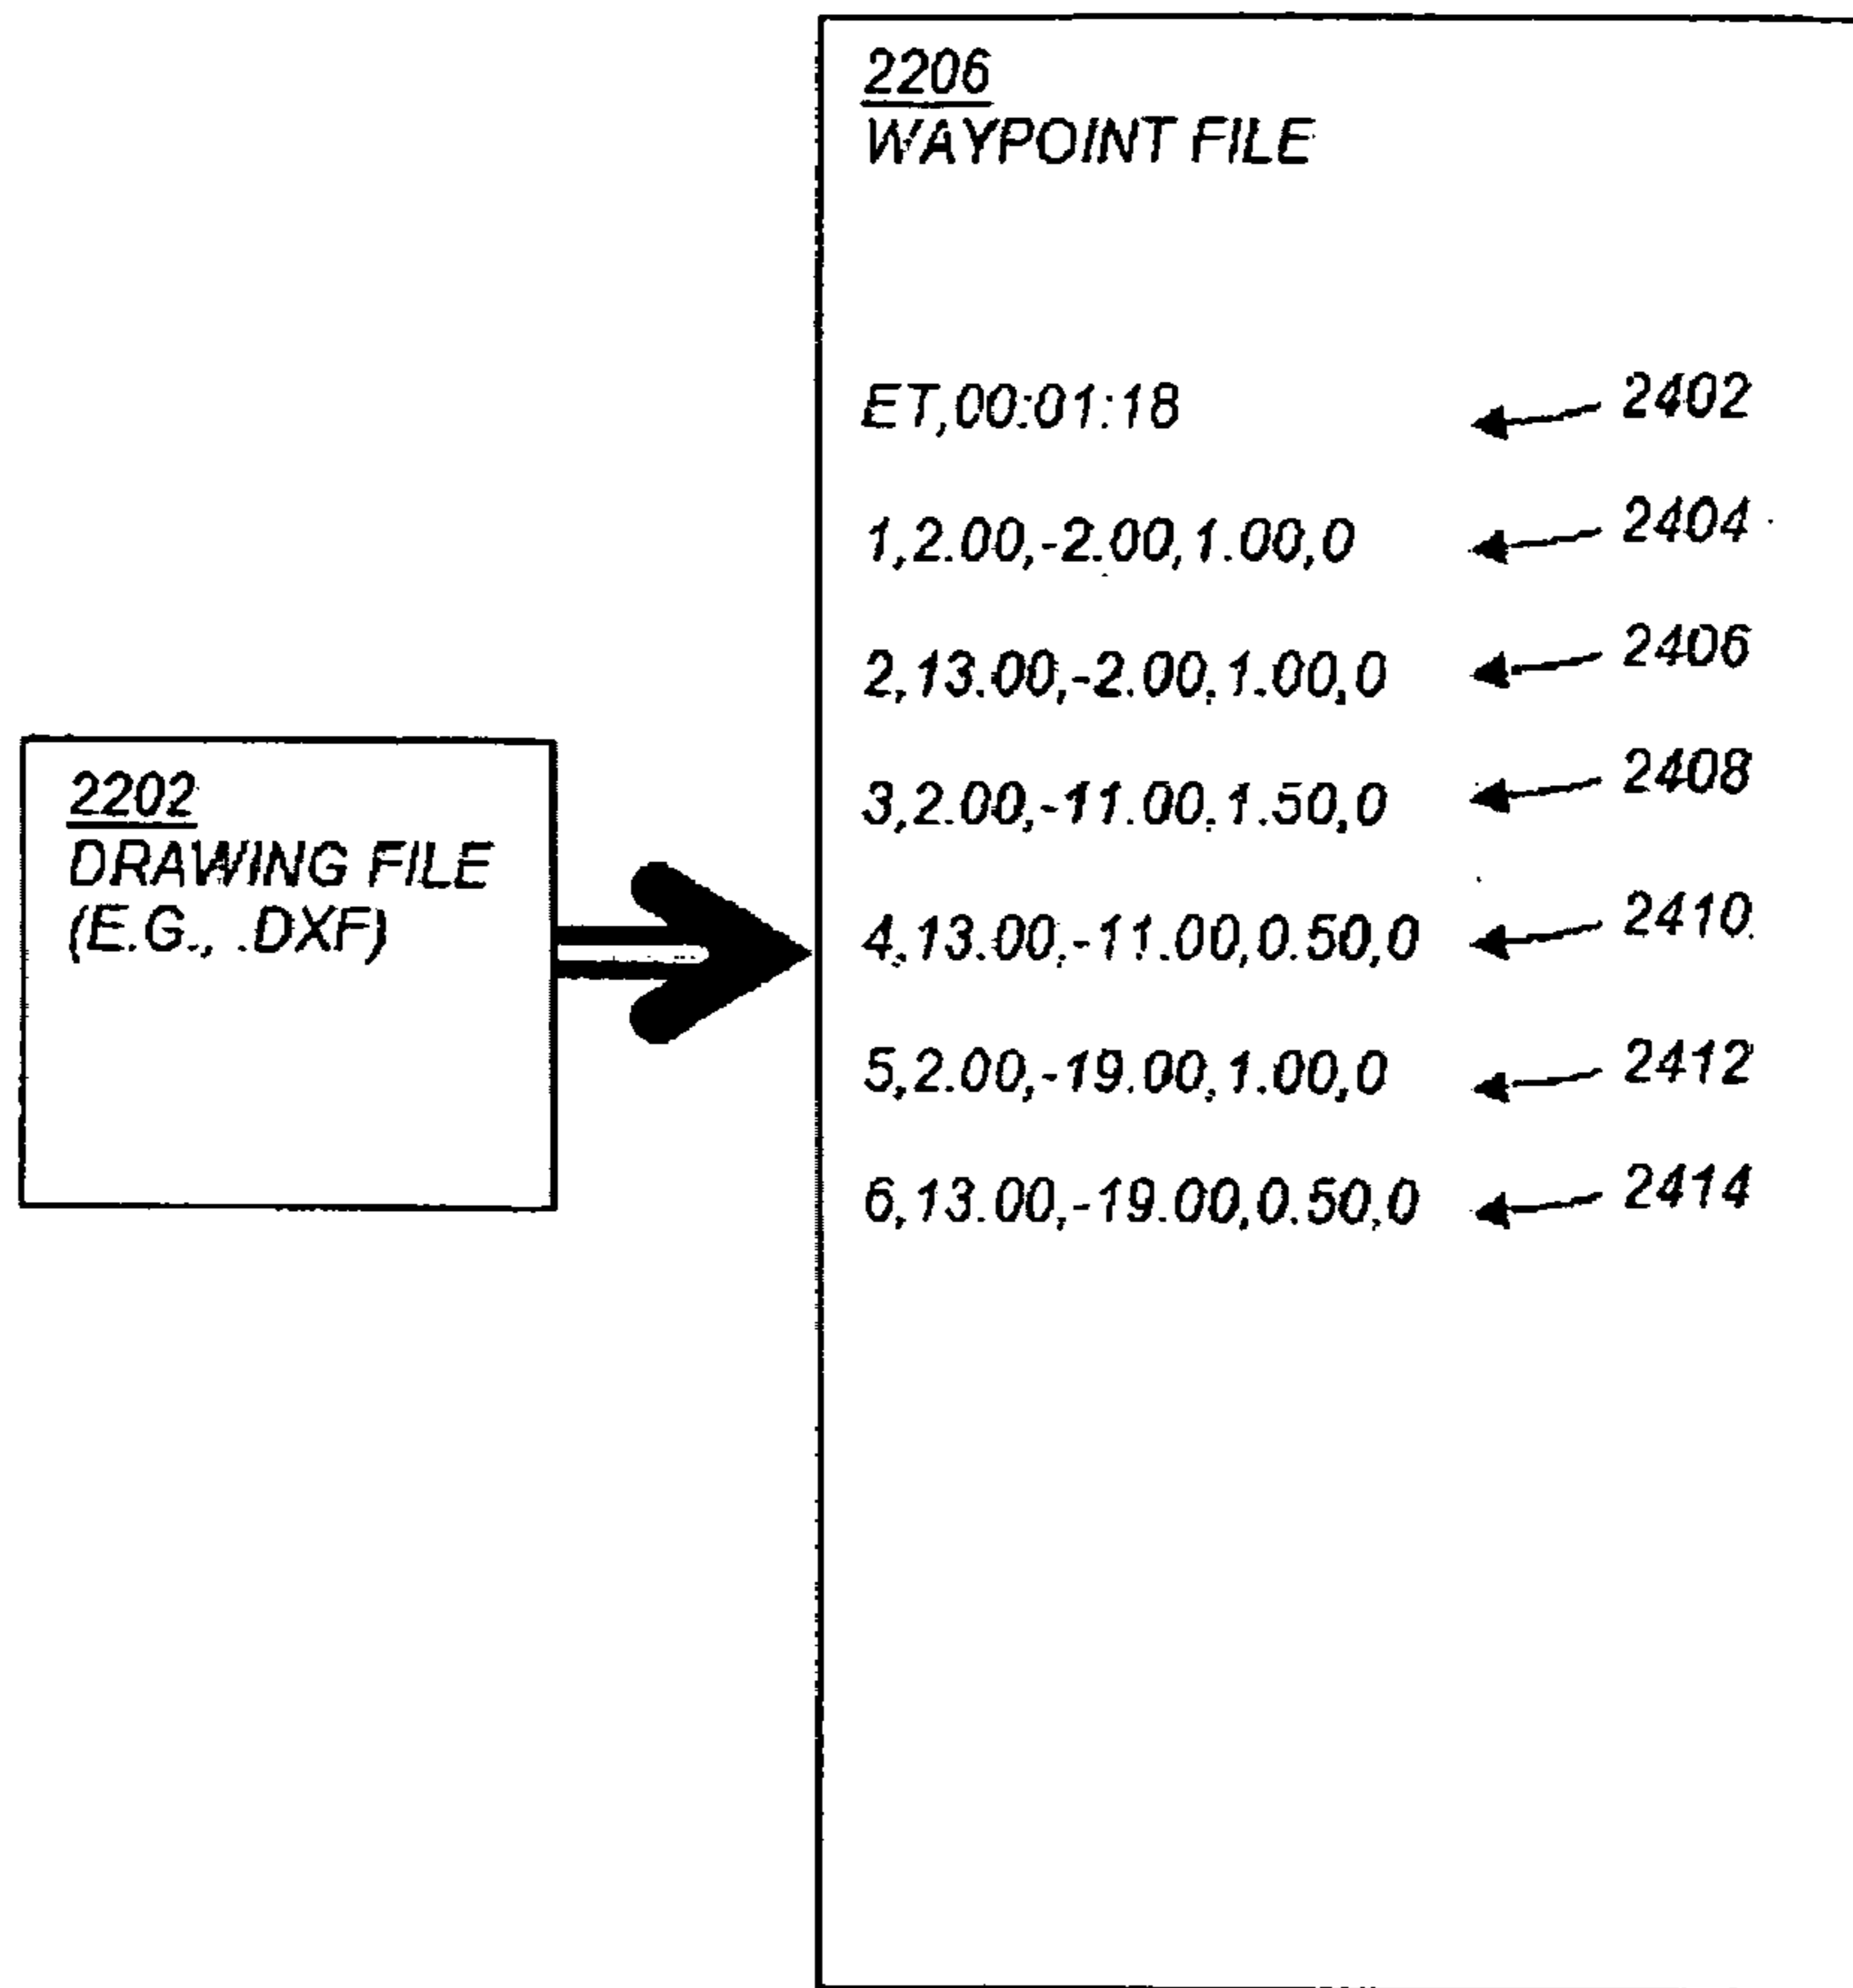 2206
WAYPOINT FILE
ET,00:01:18 2402
1,2.00,-2.00,1.00,0 2404
2,13.00,-2.00,1.00,0 2406
3,2.00,-11.00,1.50,0 2408
4,13.00,-11.00,0.50,0 2410
5,2.00,-19.00,1.00,0 2412
6,13.00,-19.00,0.50,0 2414
2202
DRAWING FILE
(E.G., .DXF)